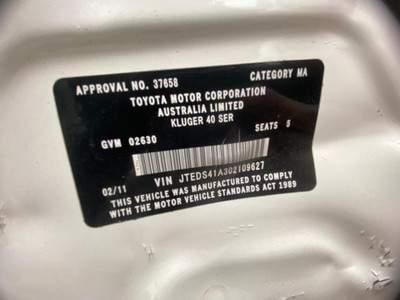 APPROVAL NO. 37658 CATEGORY MA
TOYOTA MOTOR CORPORATION
AUSTRALIA LIMITED
KLUGER 40 SER
GVM 02630 SEATS 5
02/11 VIN JTEDS41A302109627
THIS VEHICLE WAS MANUFACTURED TO COMPLY
WITH THE MOTOR VEHICLE STANDARDS ACT 1989